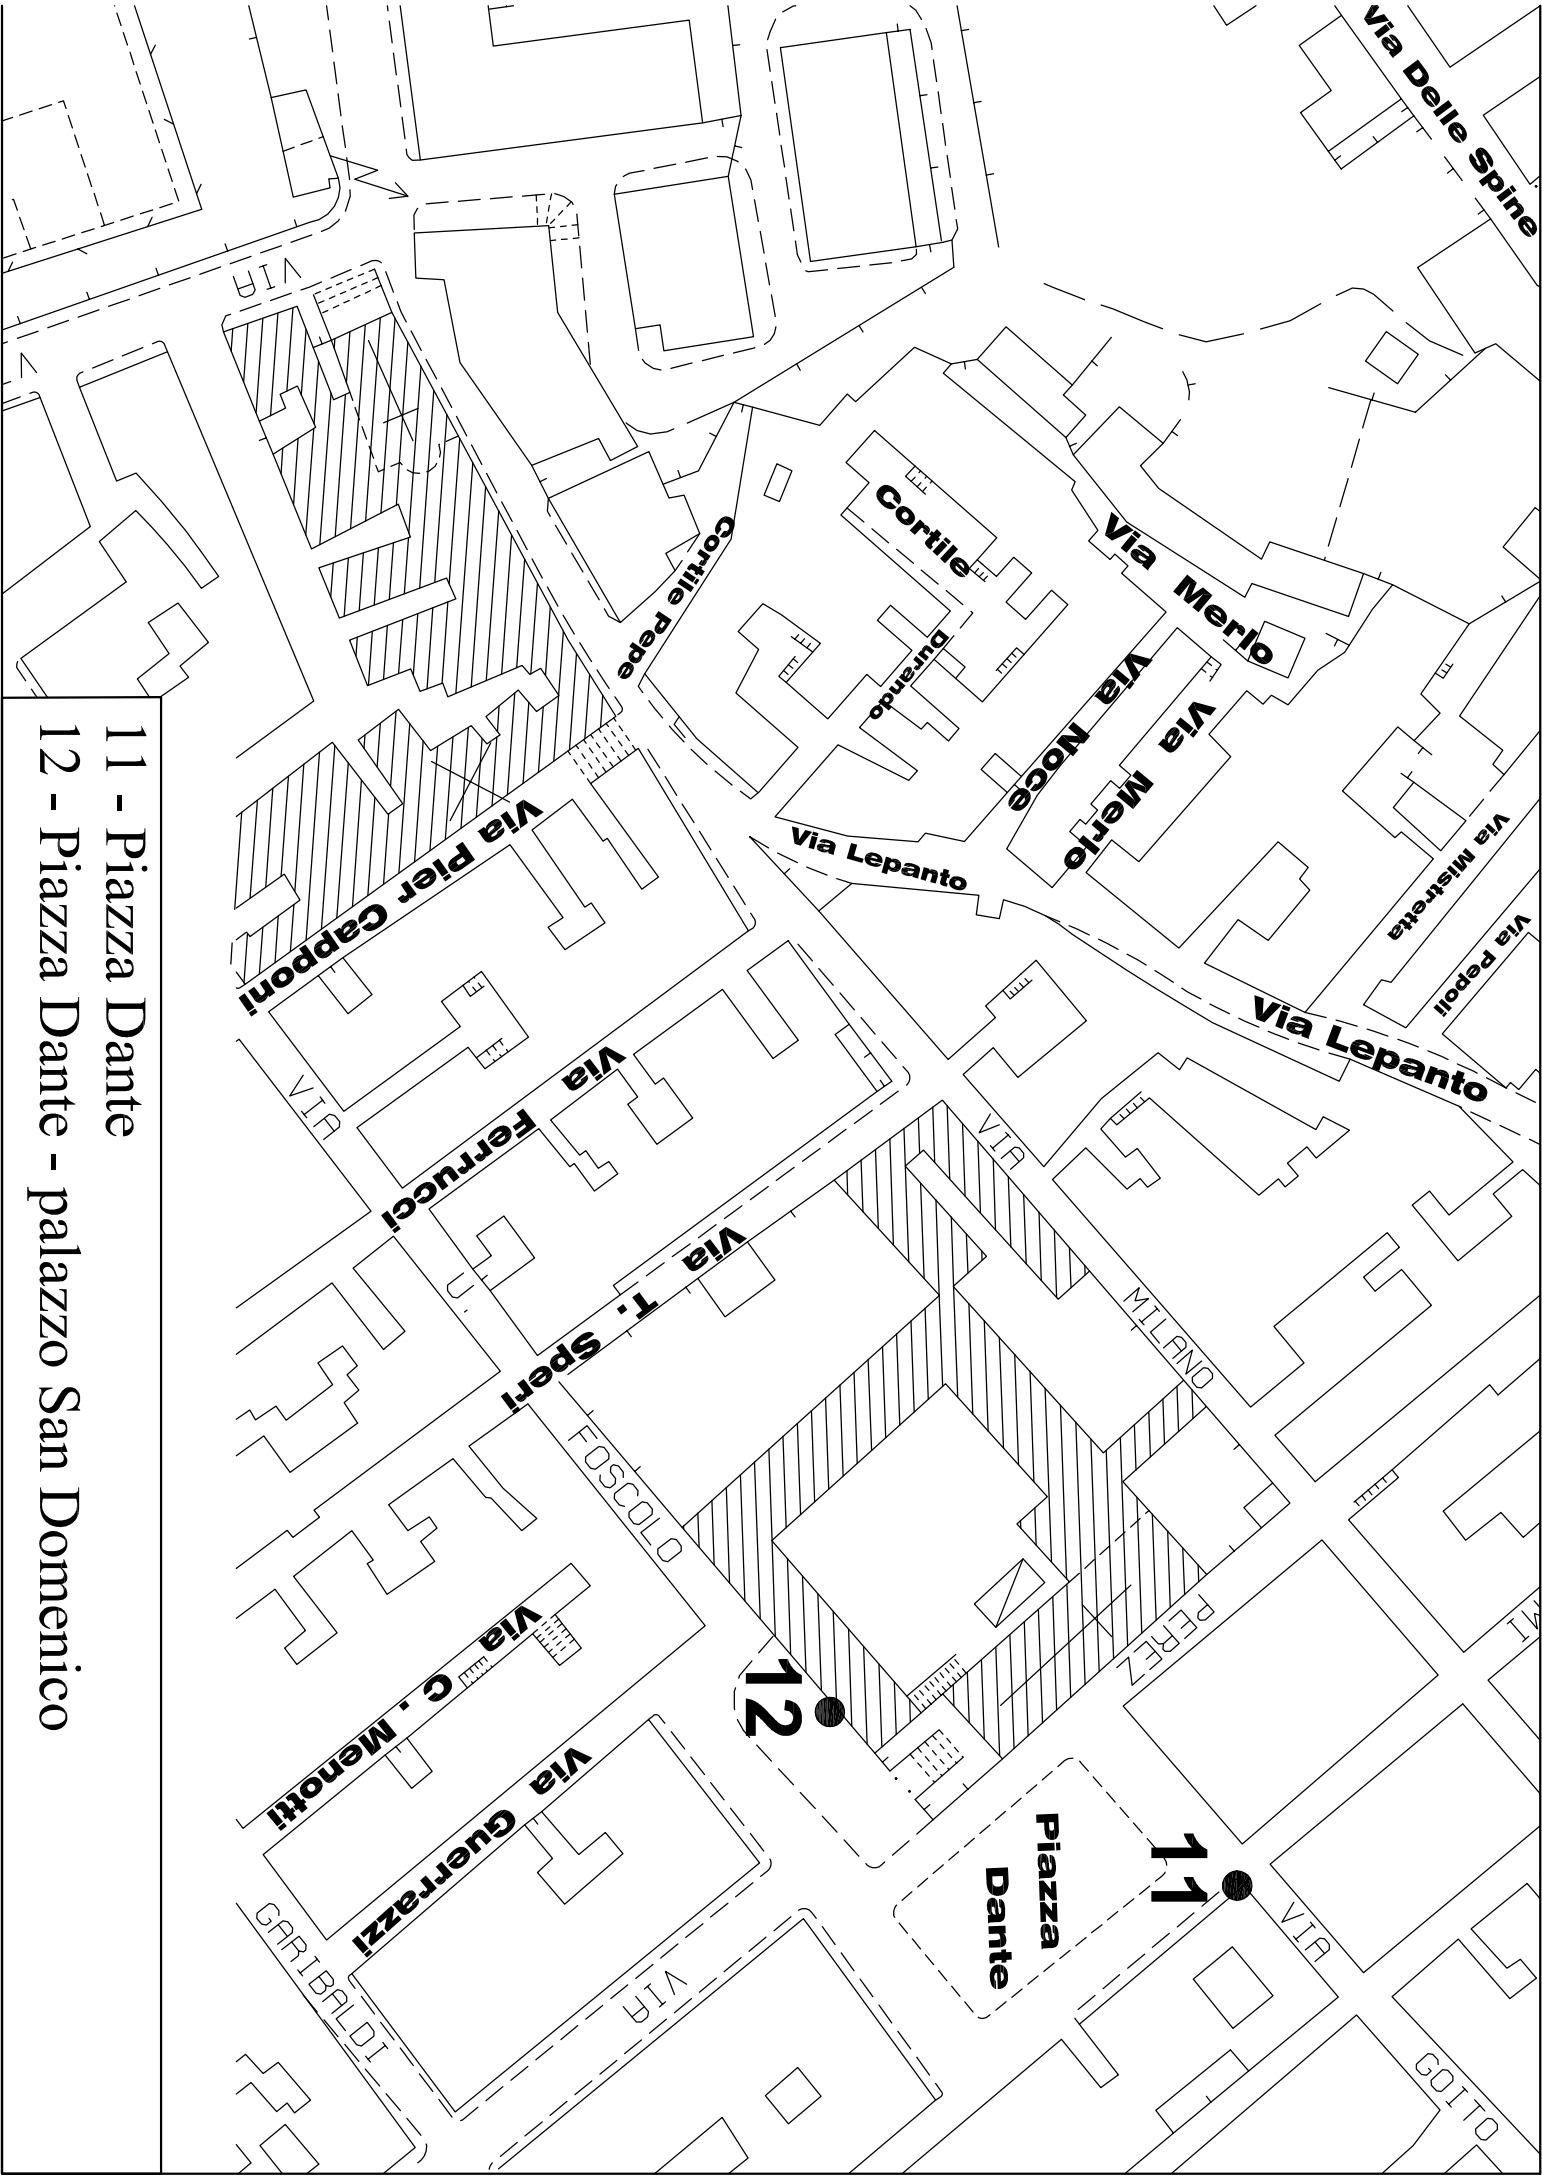 Via Delle Spine
VIA
V
Cortile
Durando
Cortile Pepe
Via Merlo
Via Noce
Via Merlo
Via Mistretta
Via Pepoli
Via Lepanto
Via Lepanto
Via Pier Capponi
VIA
U.
FOSCOLO
Via Ferrucci
Via T. Speri
VIA
MILANO
PEREZ
MI
Via C . Menotti
Via Guerrazzi
12
11
Piazza
Dante
VIA
GOITO
VIA
GARIBALDI
11 - Piazza Dante
12 - Piazza Dante - palazzo San Domenico